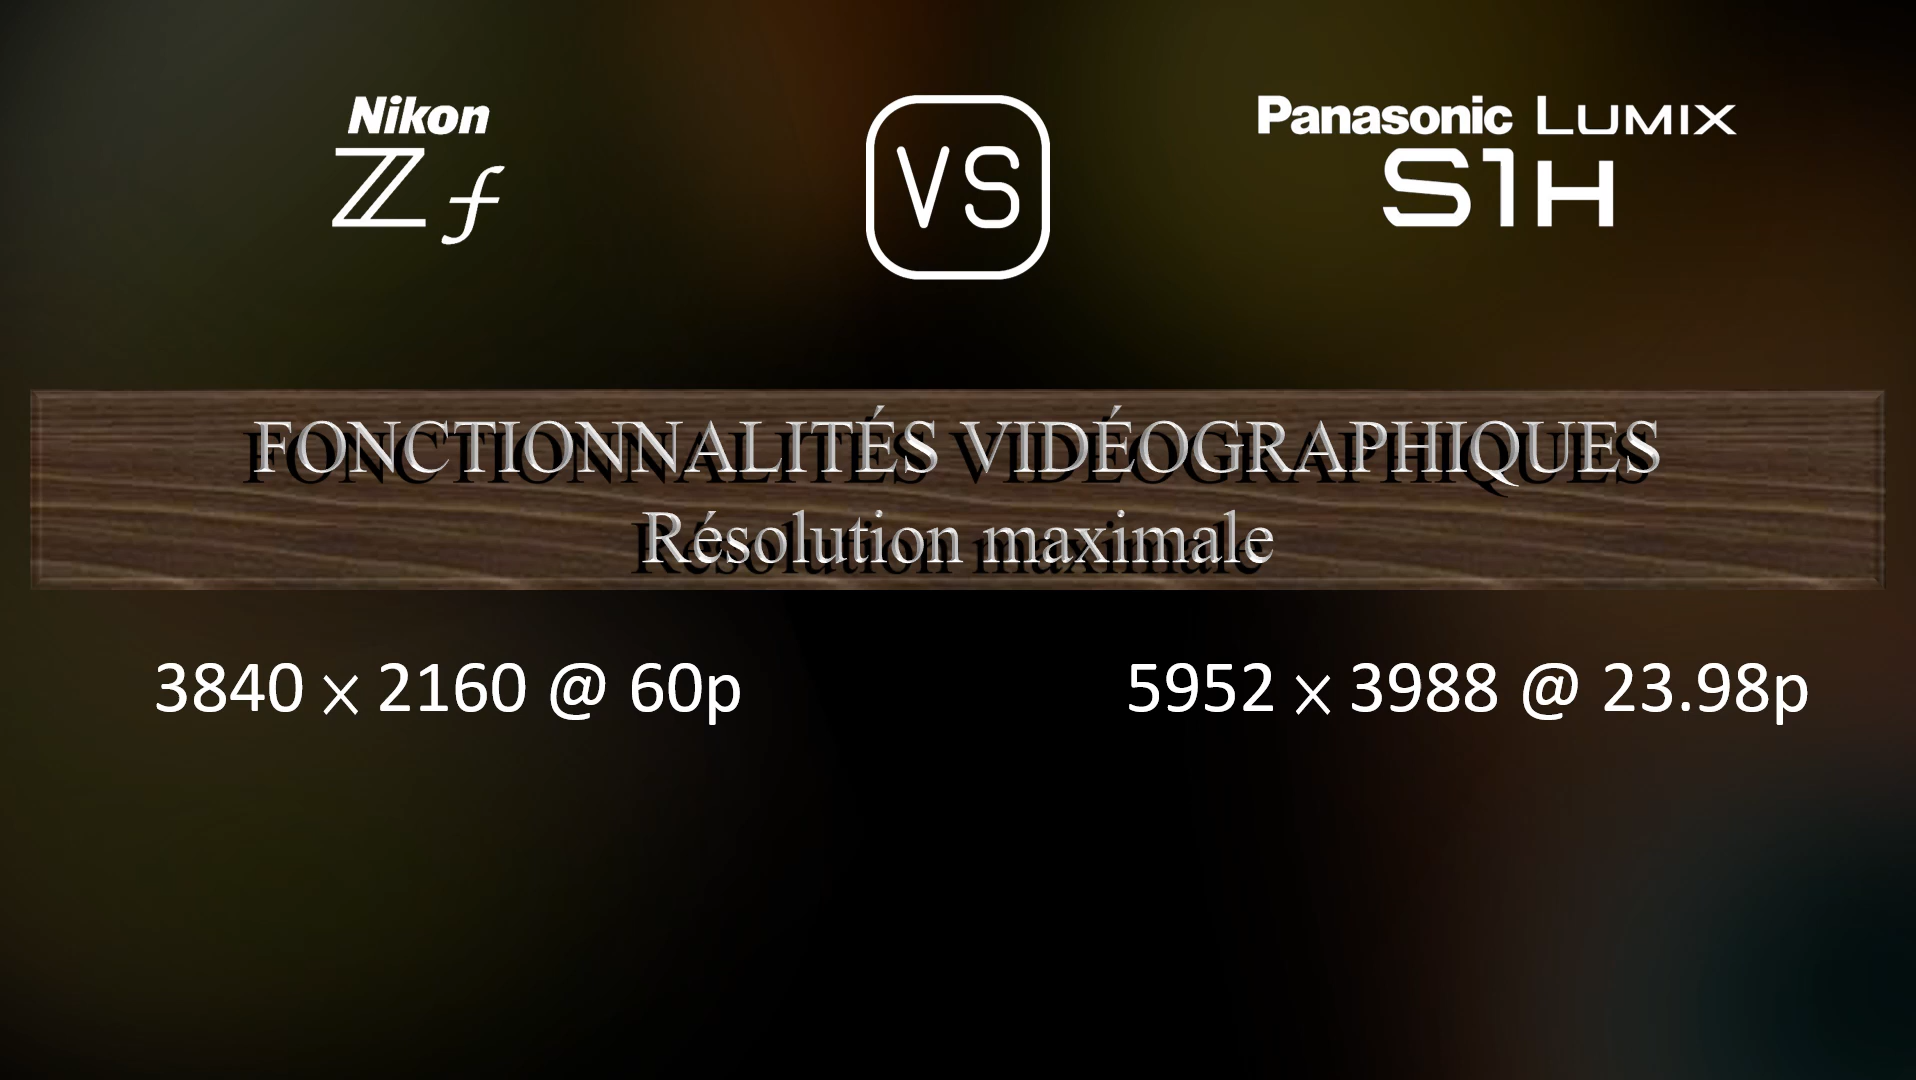 Nikon
Z f
VS
Panasonic LUMIX
S1H
FONCTIONNALITÉS VIDÉOGRAPHIQUES
Résolution maximale
3840 x 2160 @ 60p
5952 x 3988 @ 23.98p